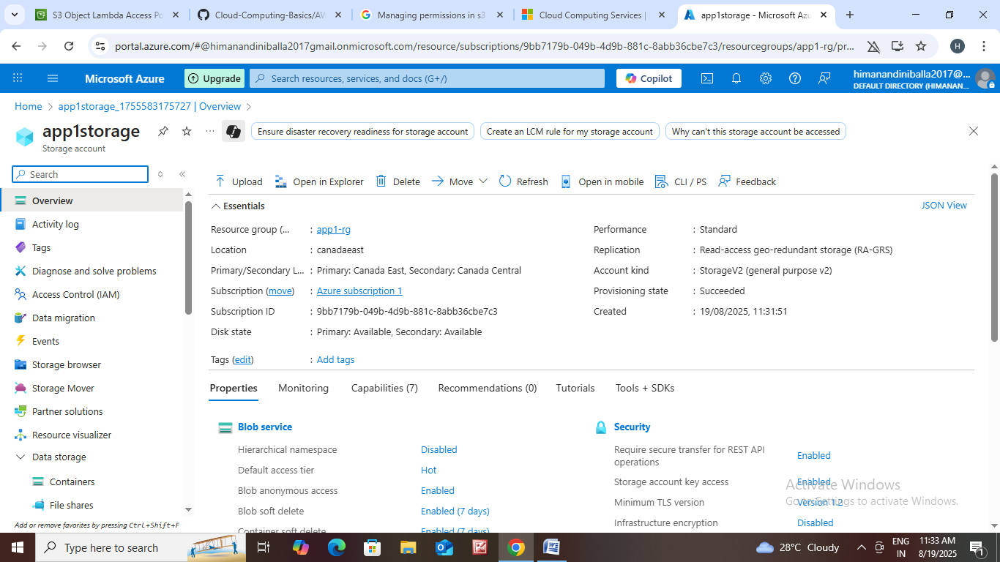 S3 Object Lambda Access Po
Cloud-Computing-Basics/AW
Managing permissions in s3
Cloud Computing Services |
app1storage - Microsoft Azu
portal.azure.com/#@himanandiniballa2017gmail.onmicrosoft.com/resource/subscriptions/9bb7179b-049b-4d9b-881c-8abb36cbe7c3/resourcegroups/app1-rg/pr...
H
Microsoft Azure
Upgrade
Search resources, services, and docs (G+/)
Copilot
himanandiniballa2017@...
DEFAULT DIRECTORY (HIMANAN...
Home > app1storage_1755583175727 | Overview >
app1storage
Storage account
Ensure disaster recovery readiness for storage account
Create an LCM rule for my storage account
Why can't this storage account be accessed
Search
Overview
Activity log
Tags
Diagnose and solve problems
Access Control (IAM)
Data migration
Events
Storage browser
Storage Mover
Partner solutions
Resource visualizer
Data storage
Containers
File shares
Add or remove favorites by pressing Ctrl+Shift+F
Upload
Open in Explorer
Delete
Move
Refresh
Open in mobile
CLI / PS
Feedback
Essentials
JSON View
Resource group (... : app1-rg
Location : canadaeast
Primary/Secondary L... : Primary: Canada East, Secondary: Canada Central
Subscription (move) : Azure subscription 1
Subscription ID : 9bb7179b-049b-4d9b-881c-8abb36cbe7c3
Disk state : Primary: Available, Secondary: Available
Performance : Standard
Replication : Read-access geo-redundant storage (RA-GRS)
Account kind : StorageV2 (general purpose v2)
Provisioning state : Succeeded
Created : 19/08/2025, 11:31:51
Tags (edit) : Add tags
Properties
Monitoring
Capabilities (7)
Recommendations (0)
Tutorials
Tools + SDKs
Blob service
Hierarchical namespace Disabled
Default access tier Hot
Blob anonymous access Enabled
Blob soft delete Enabled (7 days)
Container soft delete Enabled (7 days)
Security
Require secure transfer for REST API
operations
Enabled
Storage account key access Enabled
Minimum TLS version Version 1.2
Infrastructure encryption Disabled
Activate Windows
Go to Settings to activate Windows.
Type here to search
28°C Cloudy
ENG
IN
11:33 AM
8/19/2025
1